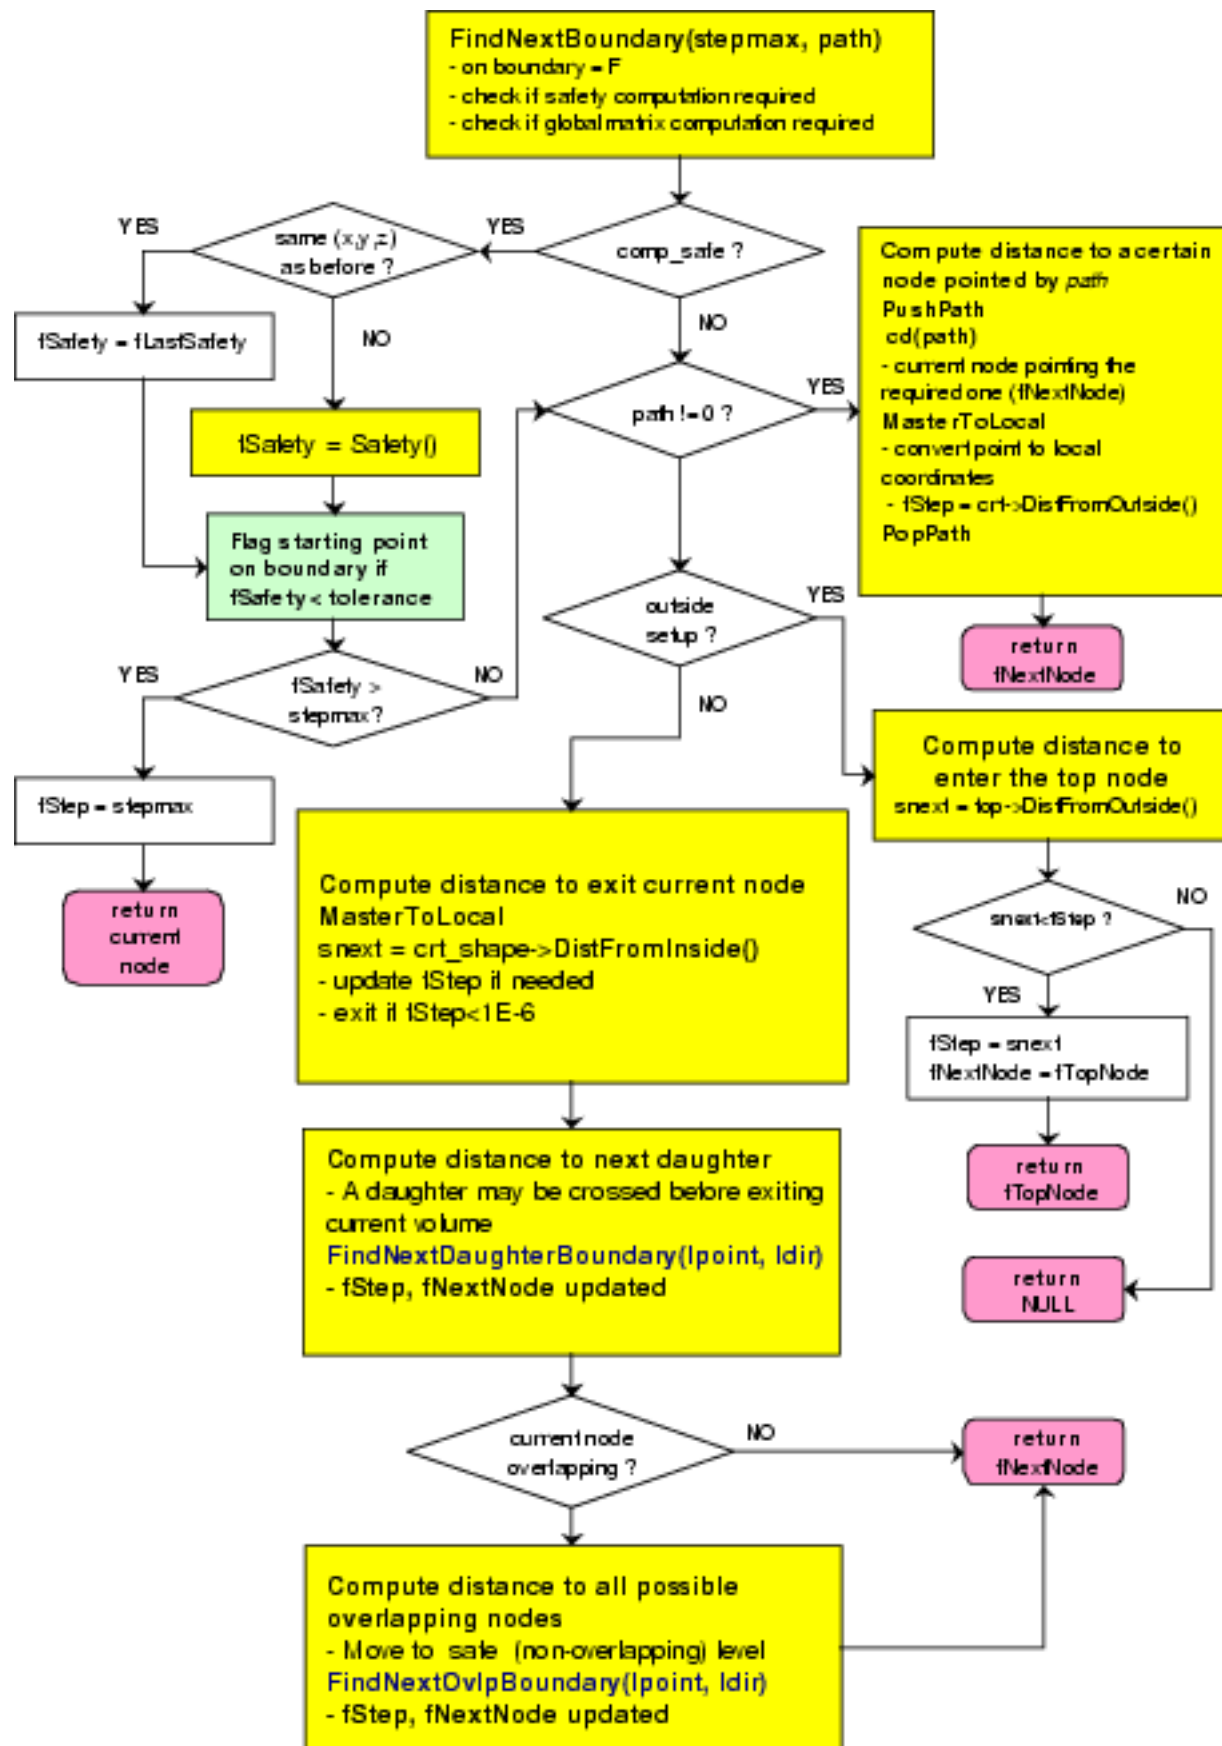 FindNextBoundary(stepmax, path)
- on boundary = F
- check if safety computation required
- check if global matrix computation required
YES
same (x,y,z)
as before ?
YES
comp_safe ?
Compute distance to a certain
node pointed by path
PushPath
cd(path)
- current node pointing the
required one (fNextNode)
MasterToLocal
- convert point to local
coordinates
- fStep = crt->DistFromOutside()
PopPath
fSafety = fLastSafety
NO
NO
YES
path != 0 ?
fSafety = Safety()
Flag starting point
on boundary if
fSafety < tolerance
outside
setup ?
YES
return
fNextNode
YES
fSafety >
stepmax?
NO
NO
Compute distance to
enter the top node
snext = top->DistFromOutside()
fStep = stepmax
return
current
node
Compute distance to exit current node
MasterToLocal
snext = crt_shape->DistFromInside()
- update fStep if needed
- exit if fStep<1E-6
snext<fStep ?
NO
YES
fStep = snext
fNextNode = fTopNode
return
fTopNode
Compute distance to next daughter
- A daughter may be crossed before exiting
current volume
FindNextDaughterBoundary(lpoint, ldir)
- fStep, fNextNode updated
return
NULL
current node
overlapping ?
NO
return
fNextNode
Compute distance to all possible
overlapping nodes
- Move to safe (non-overlapping) level
FindNextOvlpBoundary(lpoint, ldir)
- fStep, fNextNode updated